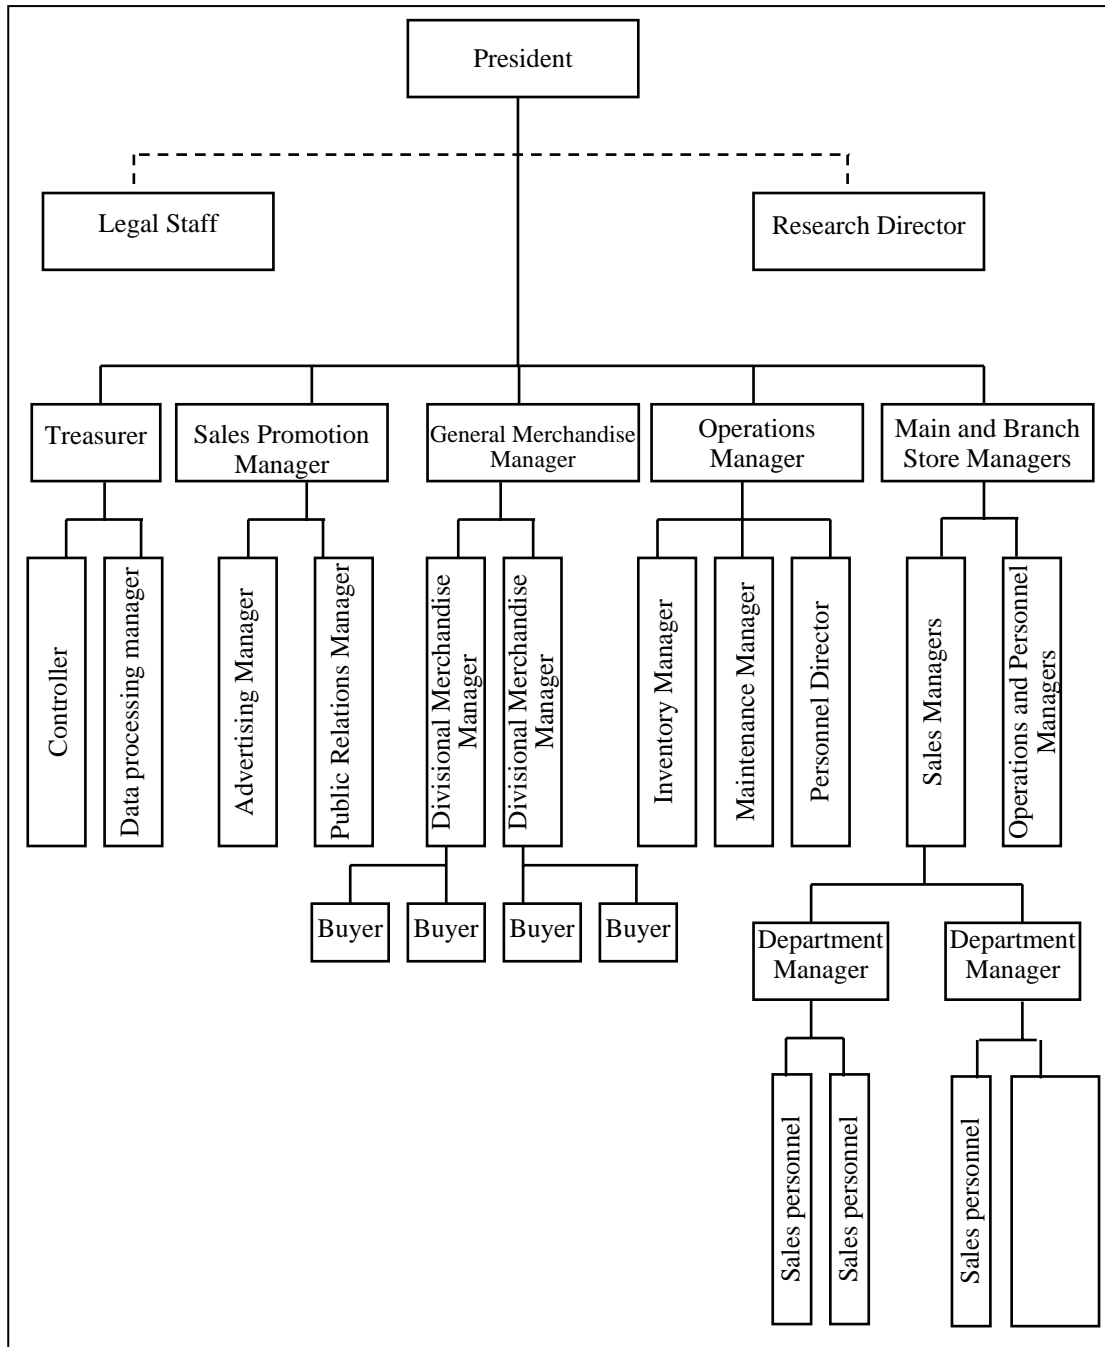 President
Legal Staff
Research Director
Treasurer
Sales Promotion
Manager
General Merchandise
Manager
Operations
Manager
Main and Branch
Store Managers
Controller
Data processing manager
Advertising Manager
Public Relations Manager
Divisional Merchandise
Manager
Divisional Merchandise
Manager
Inventory Manager
Maintenance Manager
Personnel Director
Sales Managers
Operations and Personnel
Managers
Buyer
Buyer
Buyer
Buyer
Department
Manager
Department
Manager
Sales personnel
Sales personnel
Sales personnel